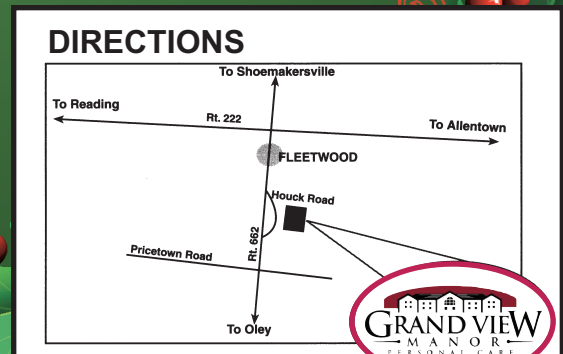 DIRECTIONS
To Shoemakersville
To Reading
Rt. 222
To Allentown
FLEETWOOD
Houck Road
Rt. 662
Pricetown Road
To Oley
GRAND VIEW
MANOR
PERSONAL CARE